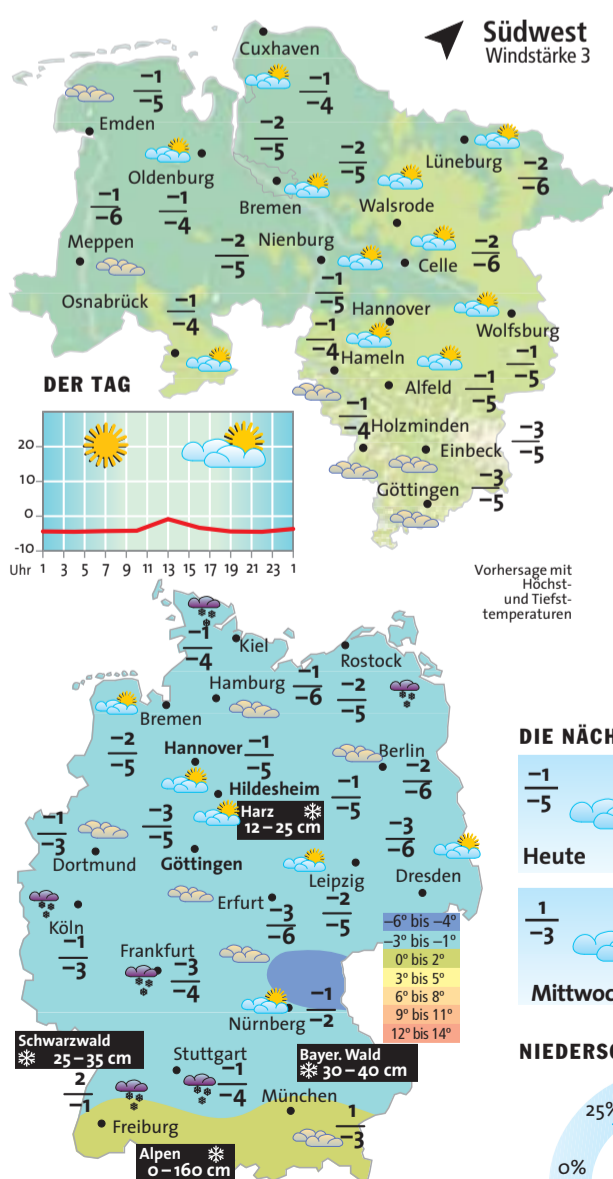 Südwest
Windstärke 3
Cuxhaven
−1
−5
−1
−4
Emden
−2
−5
−2
−5
Lüneburg
−2
−6
Oldenburg
Bremen
Walsrode
−1
−6
−1
−4
Meppen
−2
−5
Nienburg
Celle
−2
−6
Osnabrück
−1
−4
−1
−5
Hannover
Wolfsburg
−1
−4
Hameln
−1
−5
Alfeld
−1
−5
−1
−4
Holzminden
Einbeck
−3
−5
Göttingen
−3
−5
DER TAG
20
10
0
-10
Uhr 1 3 5 7 9 11 13 15 17 19 21 23 1
Vorhersage mit
Höchst-
und Tiefst-
temperaturen
−1
−4
Kiel
Rostock
Hamburg
−1
−6
−2
−5
Bremen
−2
−5
Hannover
−1
−5
Berlin
−2
−6
Hildesheim
−1
−5
Harz
12–25 cm
−1
−3
Dortmund
−3
−5
Göttingen
−3
−6
Leipzig
Dresden
Erfurt
−3
−6
−2
−5
Köln
−1
−3
Frankfurt
−3
−4
−6° bis −4°
−3° bis −1°
0° bis 2°
3° bis 5°
6° bis 8°
9° bis 11°
12° bis 14°
Nürnberg
−1
−2
Schwarzwald
25–35 cm
Stuttgart
−1
−4
Bayer. Wald
30–40 cm
2
−1
Freiburg
München
1
−3
Alpen
0–160 cm
DIE NÄCH
−1
−5
Heute
1
−3
Mittwoc
NIEDERSC
25%
0%